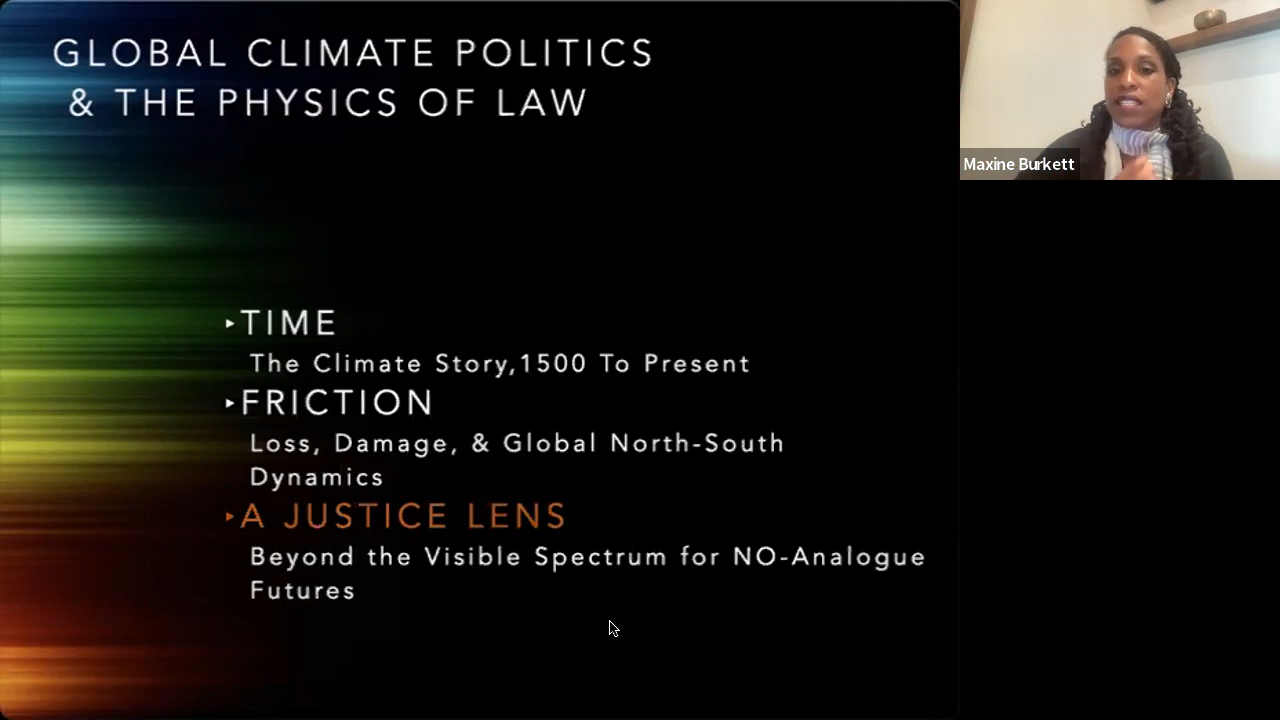 GLOBAL CLIMATE POLITICS
& THE PHYSICS OF LAW
▸TIME
The Climate Story,1500 To Present
▸FRICTION
Loss, Damage, & Global North-South
Dynamics
▸A JUSTICE LENS
Beyond the Visible Spectrum for NO-Analogue
Futures
Maxine Burkett